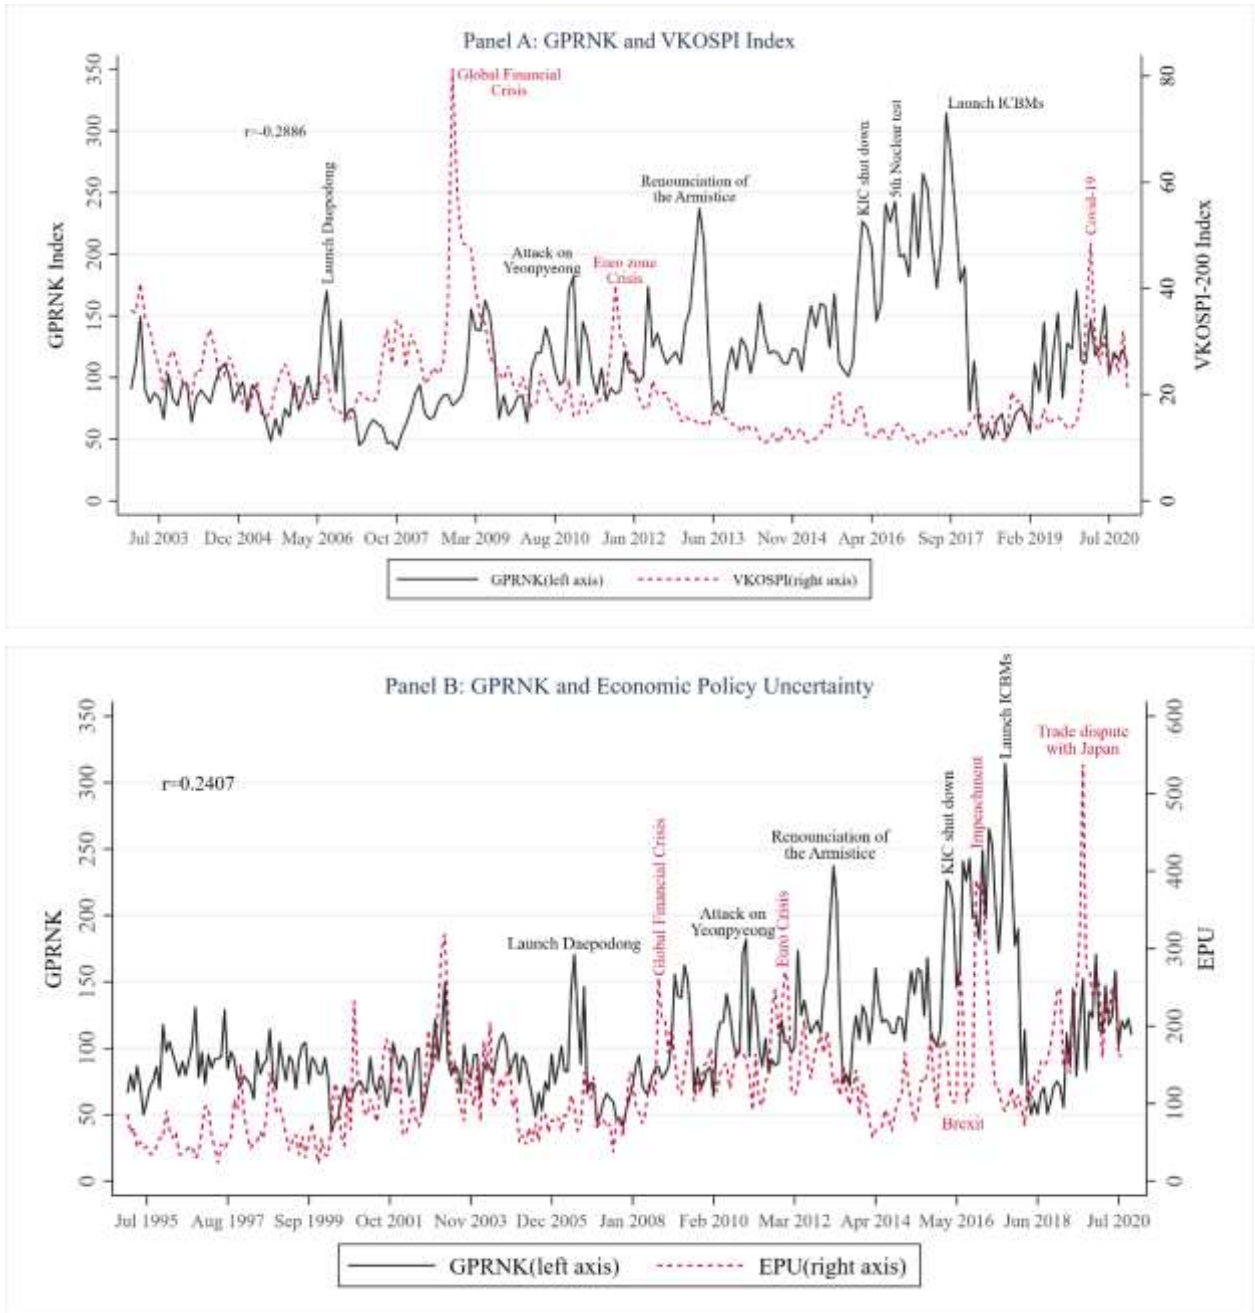 Panel A: GPRNK and VKOSPI Index
Global Financial
Crisis
Launch ICBMs
r=-0.2886
Launch Daepodong
Renounciation of
the Armistice
KIC shut down
5th Nuclear test
Covid-19
Attack on
Yeonpyeong
Euro zone
Crisis
GPRNK Index
0 50 100 150 200 250 300 350
VKOSPI-200 Index
0 20 40 60 80
Jul 2003 Dec 2004 May 2006 Oct 2007 Mar 2009 Aug 2010 Jan 2012 Jun 2013 Nov 2014 Apr 2016 Sep 2017 Feb 2019 Jul 2020
GPRNK(left axis) VKOSPI(right axis)
Panel B: GPRNK and Economic Policy Uncertainty
Launch ICBMs
Trade dispute
with Japan
r=0.2407
Impeachment
KIC shut down
Renounciation of
the Armistice
Global Financial Crisis
Attack on
Yeonpyeong
Euro Crisis
Launch Daepodong
Brexit
GPRNK
0 50 100 150 200 250 300 350
EPU
0 100 200 300 400 500 600
Jul 1995 Aug 1997 Sep 1999 Oct 2001 Nov 2003 Dec 2005 Jan 2008 Feb 2010 Mar 2012 Apr 2014 May 2016 Jun 2018 Jul 2020
GPRNK(left axis) EPU(right axis)